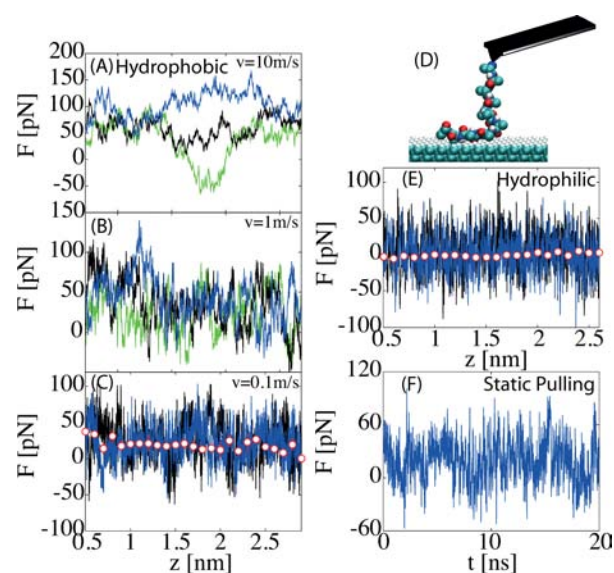 (A) Hydrophobic v=10m/s
F [pN]
200
150
100
50
0
-50
150
(B) v=1m/s
F [pN]
100
50
0
(C) v=0.1m/s
F [pN]
100
50
0
-50
-100
0.5 1 1.5 2 2.5
z [nm]
(D)
(E) Hydrophilic
F [pN]
100
50
0
-50
-100
0.5 1 1.5 2 2.5
z [nm]
(F) Static Pulling
F [pN]
120
60
0
-60
0 10 20
t [ns]